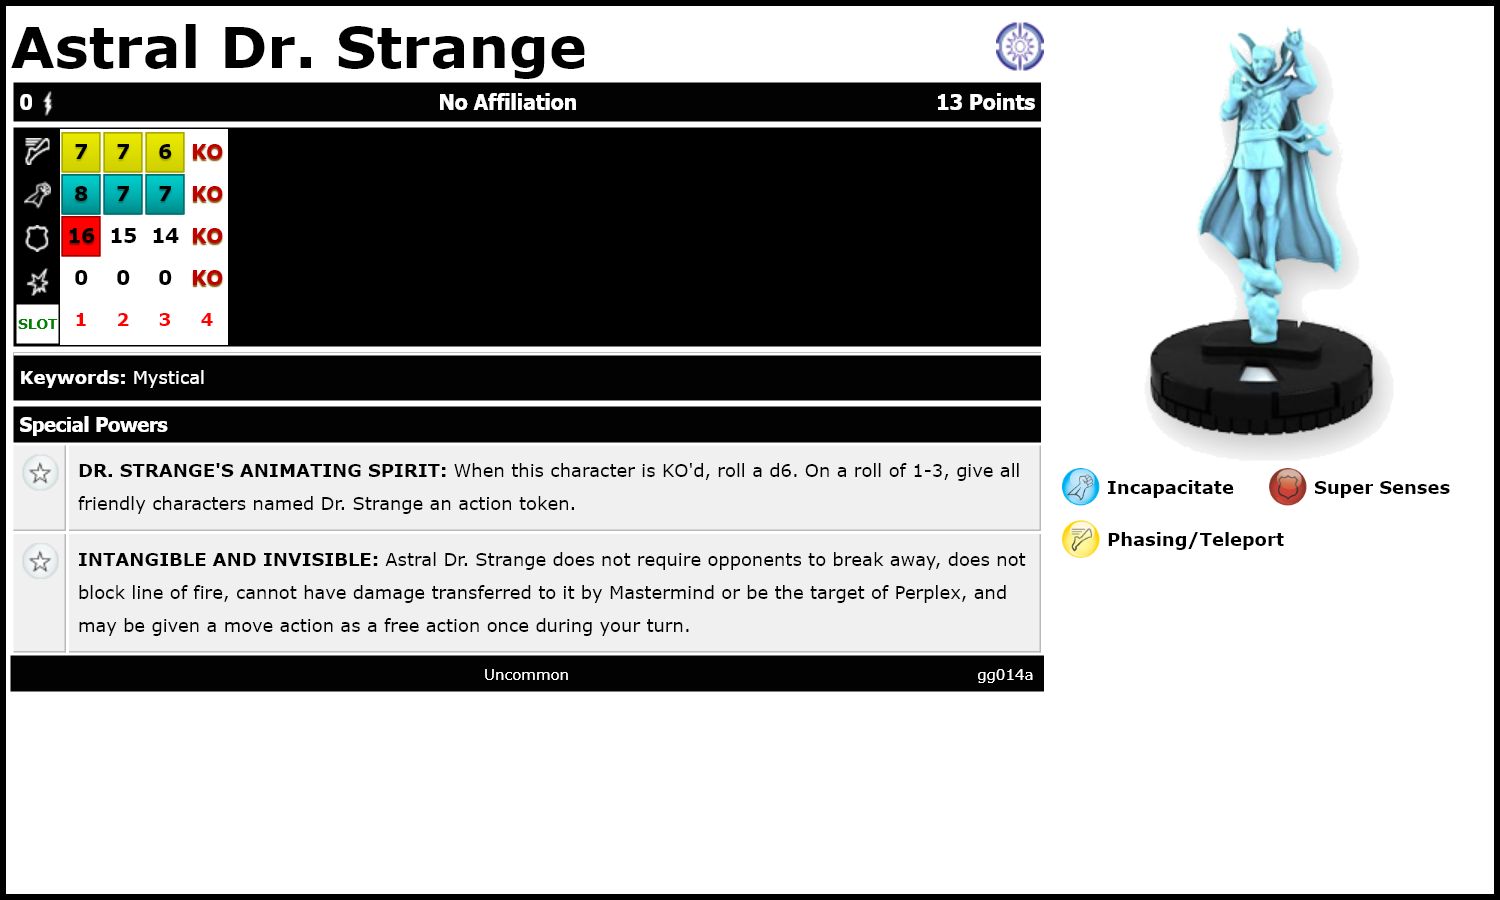 Astral Dr. Strange
0 No Affiliation 13 Points
7 7 6 KO
8 7 7 KO
16 15 14 KO
0 0 0 KO
SLOT 1 2 3 4
Keywords: Mystical
Special Powers
DR. STRANGE'S ANIMATING SPIRIT: When this character is KO'd, roll a d6. On a roll of 1-3, give all
friendly characters named Dr. Strange an action token.
INTANGIBLE AND INVISIBLE: Astral Dr. Strange does not require opponents to break away, does not
block line of fire, cannot have damage transferred to it by Mastermind or be the target of Perplex, and
may be given a move action as a free action once during your turn.
Uncommon gg014a
Incapacitate Super Senses
Phasing/Teleport